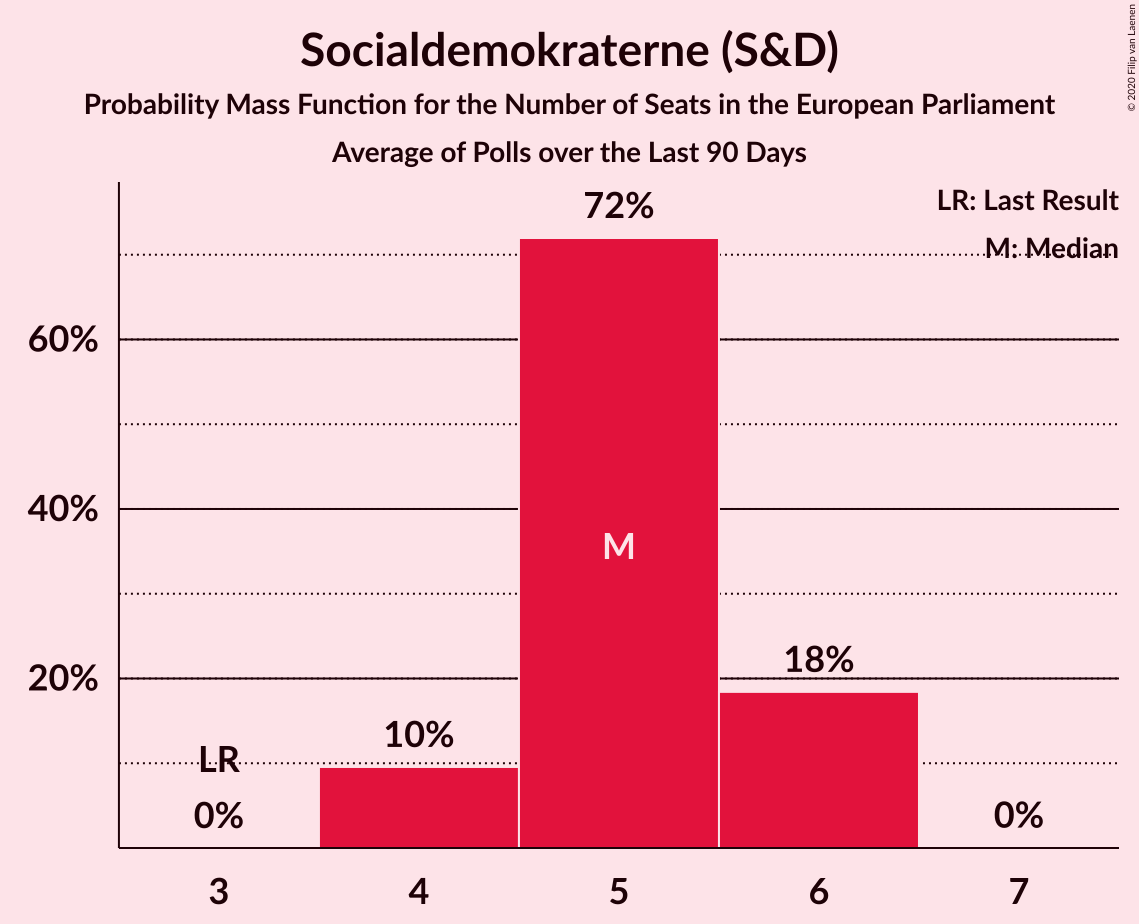 Socialdemokraterne (S&D)
Probability Mass Function for the Number of Seats in the European Parliament
Average of Polls over the Last 90 Days
© 2020 Filip van Laenen
LR: Last Result
M: Median
72%
60%
40%
M
20%
18%
10%
LR
0%
0%
3 4 5 6 7